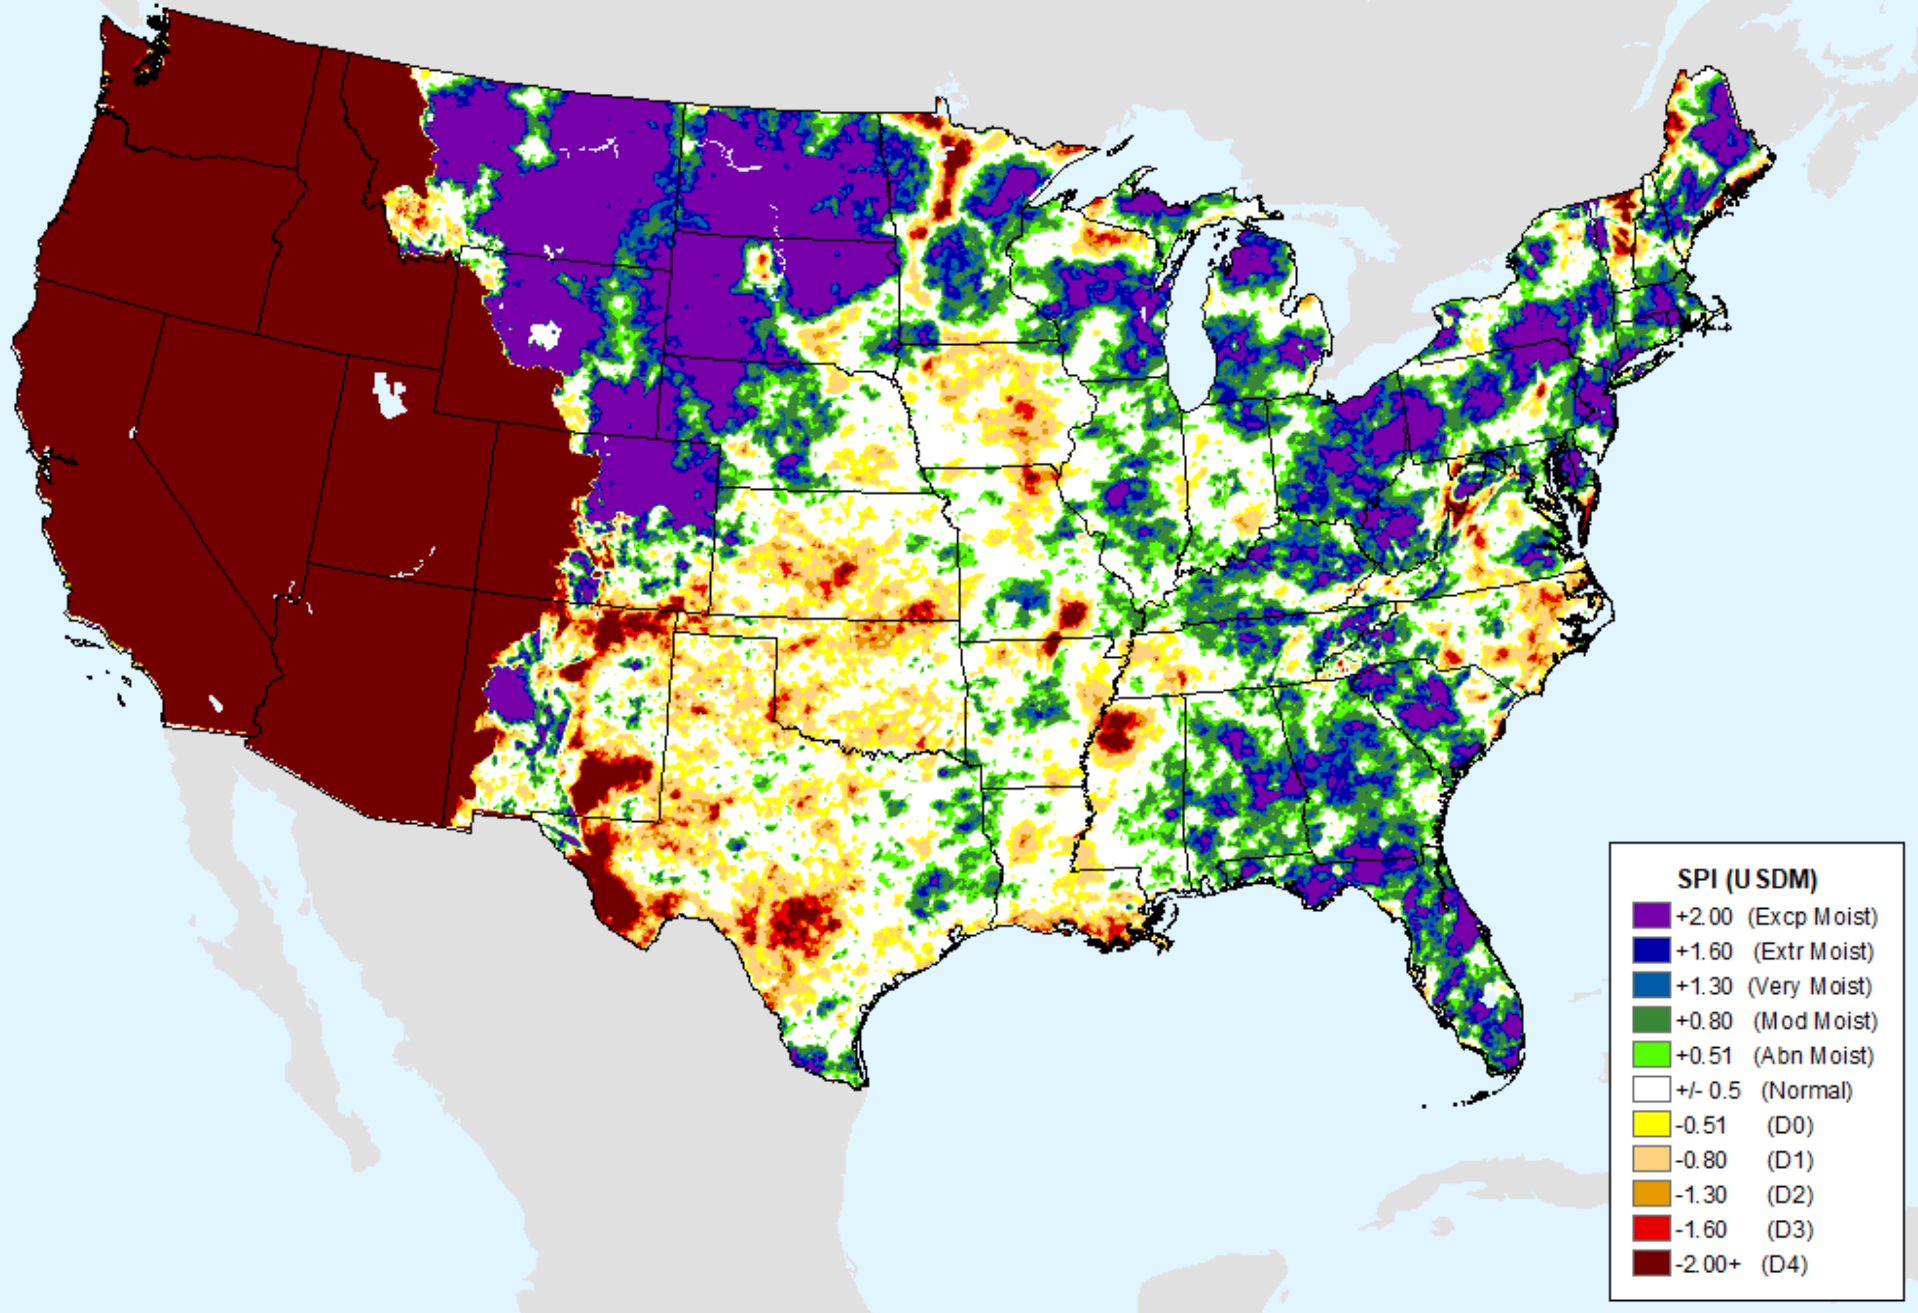 SPI (USDM)
+2.00 (Excp Moist)
+1.60 (Extr Moist)
+1.30 (Very Moist)
+0.80 (Mod Moist)
+0.51 (Abn Moist)
+/- 0.5 (Normal)
-0.51 (D0)
-0.80 (D1)
-1.30 (D2)
-1.60 (D3)
-2.00+ (D4)